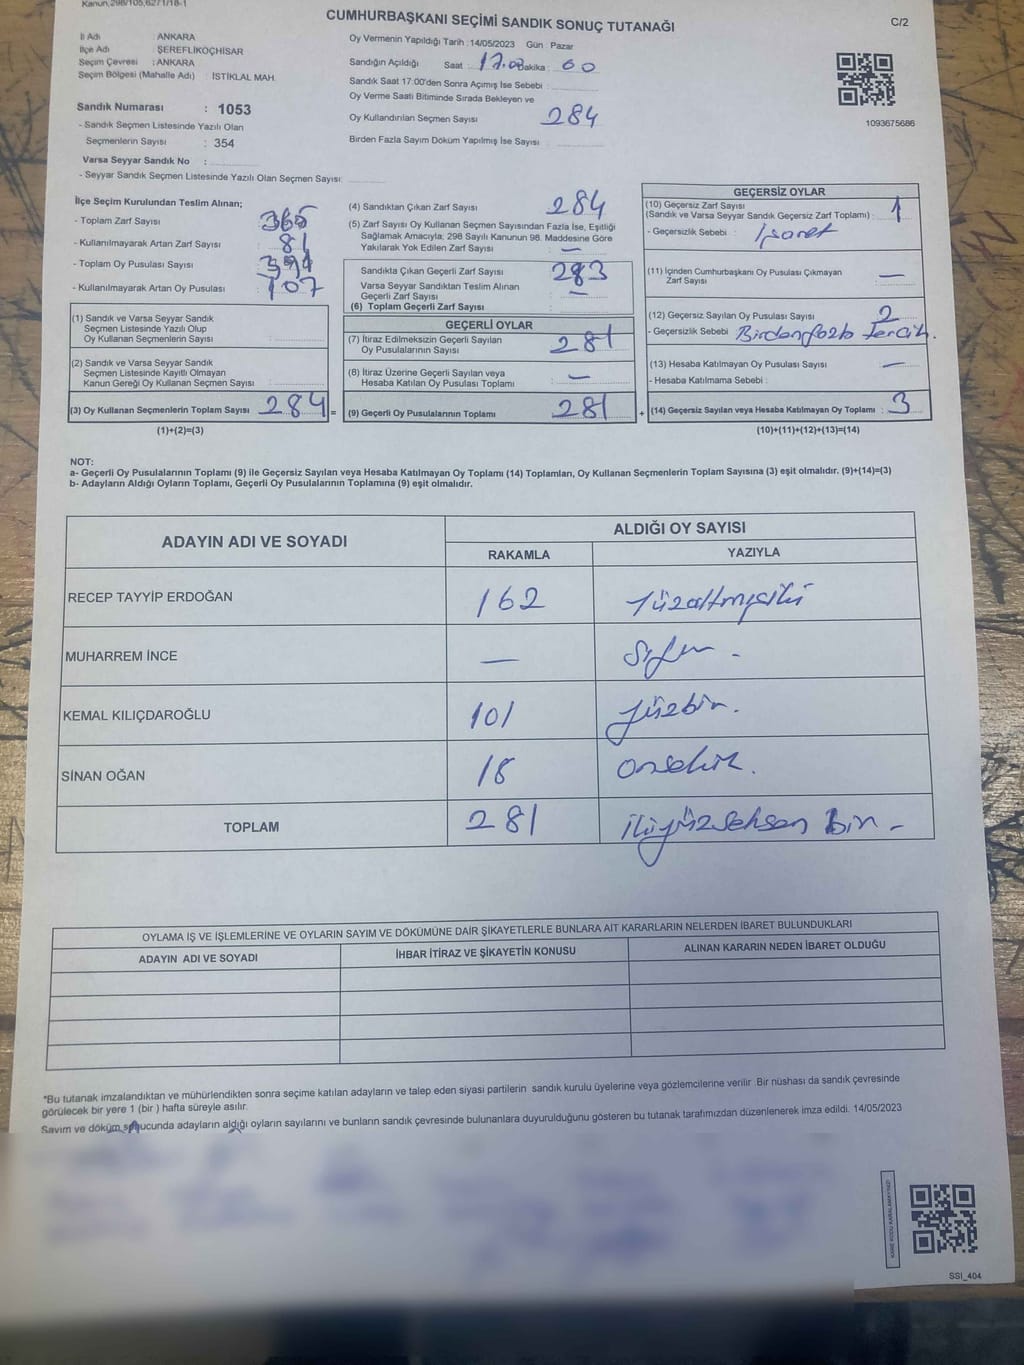 Kanun, 298/105,6271/18-1
CUMHURBAŞKANI SEÇİMİ SANDIK SONUÇ TUTANAĞI
C/2
İl Adı ANKARA
İlçe Adı ŞEREFLİKOÇHİSAR
Seçim Çevresi : ANKARA
Seçim Bölgesi (Mahalle Adı) : İSTİKLAL MAH.
Sandık Numarası : 1053
- Sandık Seçmen Listesinde Yazılı Olan
Seçmenlerin Sayısı : 354
Varsa Seyyar Sandık No :
- Seyyar Sandık Seçmen Listesinde Yazılı Olan Seçmen Sayısı:
Oy Vermenin Yapıldığı Tarih : 14/05/2023 Gün : Pazar
Sandığın Açıldığı Saat : 17.00 Dakika : 00
Sandık Saat 17:00'den Sonra Açımış İse Sebebi :
Oy Verme Saati Bitiminde Sırada Bekleyen ve
Oy Kullandırılan Seçmen Sayısı : 284
Birden Fazla Sayım Döküm Yapılmış İse Sayısı :
1093675686
İlçe Seçim Kurulundan Teslim Alınan;
- Toplam Zarf Sayısı : 365
- Kullanılmayarak Artan Zarf Sayısı : 81
- Toplam Oy Pusulası Sayısı : 391
- Kullanılmayarak Artan Oy Pusulası : 107
(1) Sandık ve Varsa Seyyar Sandık
Seçmen Listesinde Yazılı Olup
Oy Kullanan Seçmenlerin Sayısı :
(2) Sandık ve Varsa Seyyar Sandık
Seçmen Listesinde Kayıtlı Olmayan
Kanun Gereği Oy Kullanan Seçmen Sayısı :
(3) Oy Kullanan Seçmenlerin Toplam Sayısı : 284 =
(1)+(2)=(3)
(4) Sandıktan Çıkan Zarf Sayısı : 284
(5) Zarf Sayısı Oy Kullanan Seçmen Sayısından Fazla İse, Eşitliği
Sağlamak Amacıyla; 298 Sayılı Kanunun 98. Maddesine Göre
Yakılarak Yok Edilen Zarf Sayısı : —
Sandıkta Çıkan Geçerli Zarf Sayısı : 283
Varsa Seyyar Sandıktan Teslim Alınan
Geçerli Zarf Sayısı : —
(6) Toplam Geçerli Zarf Sayısı :
GEÇERLİ OYLAR
(7) İtiraz Edilmeksizin Geçerli Sayılan
Oy Pusulalarının Sayısı : 281
(8) İtiraz Üzerine Geçerli Sayılan veya
Hesaba Katılan Oy Pusulası Toplamı : —
(9) Geçerli Oy Pusulalarının Toplamı : 281 +
GEÇERSİZ OYLAR
(10) Geçersiz Zarf Sayısı
(Sandık ve Varsa Seyyar Sandık Geçersiz Zarf Toplamı) : 1
- Geçersizlik Sebebi : İşaret
(11) İçinden Cumhurbaşkanı Oy Pusulası Çıkmayan
Zarf Sayısı : —
(12) Geçersiz Sayılan Oy Pusulası Sayısı : 2
- Geçersizlik Sebebi Birden fazla tercih.
(13) Hesaba Katılmayan Oy Pusulası Sayısı : —
- Hesaba Katılmama Sebebi :
(14) Geçersiz Sayılan veya Hesaba Katılmayan Oy Toplamı : 3
(10)+(11)+(12)+(13)=(14)
NOT:
a- Geçerli Oy Pusulalarının Toplamı (9) ile Geçersiz Sayılan veya Hesaba Katılmayan Oy Toplamı (14) Toplamları, Oy Kullanan Seçmenlerin Toplam Sayısına (3) eşit olmalıdır. (9)+(14)=(3)
b- Adayların Aldığı Oyların Toplamı, Geçerli Oy Pusulalarının Toplamına (9) eşit olmalıdır.
ADAYIN ADI VE SOYADI
ALDIĞI OY SAYISI
RAKAMLA YAZIYLA
RECEP TAYYİP ERDOĞAN 162 Yüzaltmışiki
MUHARREM İNCE — Sıfır -
KEMAL KILIÇDAROĞLU 101 Yüzbir.
SİNAN OĞAN 18 Onsekiz.
TOPLAM 281 ikiyüzseksen bir -
OYLAMA İŞ VE İŞLEMLERİNE VE OYLARIN SAYIM VE DÖKÜMÜNE DAİR ŞİKAYETLERLE BUNLARA AİT KARARLARIN NELERDEN İBARET BULUNDUKLARI
ADAYIN ADI VE SOYADI İHBAR İTİRAZ VE ŞİKAYETİN KONUSU ALINAN KARARIN NEDEN İBARET OLDUĞU
*Bu tutanak imzalandıktan ve mühürlendikten sonra seçime katılan adayların ve talep eden siyasi partilerin sandık kurulu üyelerine veya gözlemcilerine verilir. Bir nüshası da sandık çevresinde
görülecek bir yere 1 (bir) hafta süreyle asılır.
Sayım ve döküm sonucunda adayların aldığı oyların sayılarını ve bunların sandık çevresinde bulunanlara duyurulduğunu gösteren bu tutanak tarafımızdan düzenlenerek imza edildi. 14/05/2023
KARE KODU KARALAMAYINIZ!
SSI_404